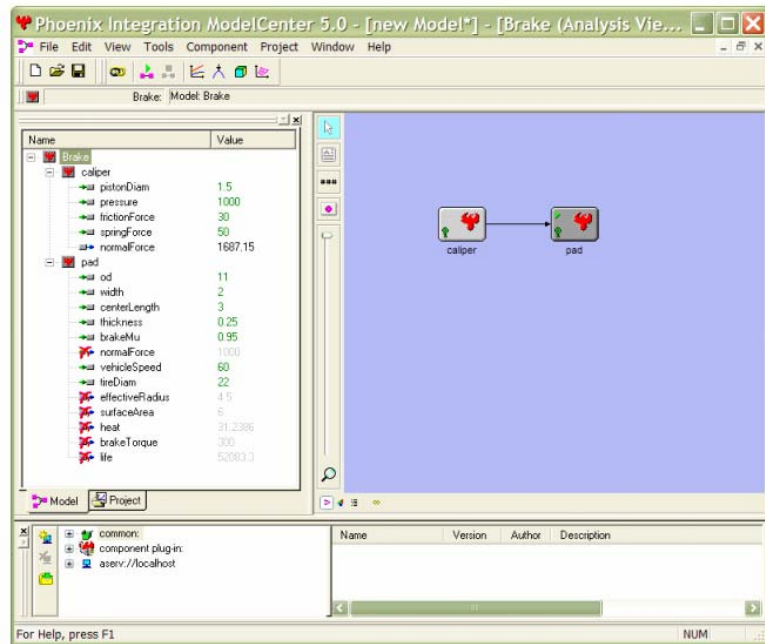 Phoenix Integration ModelCenter 5.0 - [new Model*] - [Brake (Analysis Vie...
File Edit View Tools Component Project Window Help
Brake: Model: Brake
Name Value
Brake
caliper
pistonDiam 1.5
pressure 1000
frictionForce 30
springForce 50
normalForce 1687.15
pad
od 11
width 2
centerLength 3
thickness 0.25
brakeMu 0.95
normalForce 1000
vehicleSpeed 60
tireDiam 22
effectiveRadius 4.5
surfaceArea 6
heat 31.2386
brakeTorque 300
life 52083.3
caliper
pad
Model Project
common:
component plug-in:
aserv://localhost
Name Version Author Description
For Help, press F1
NUM